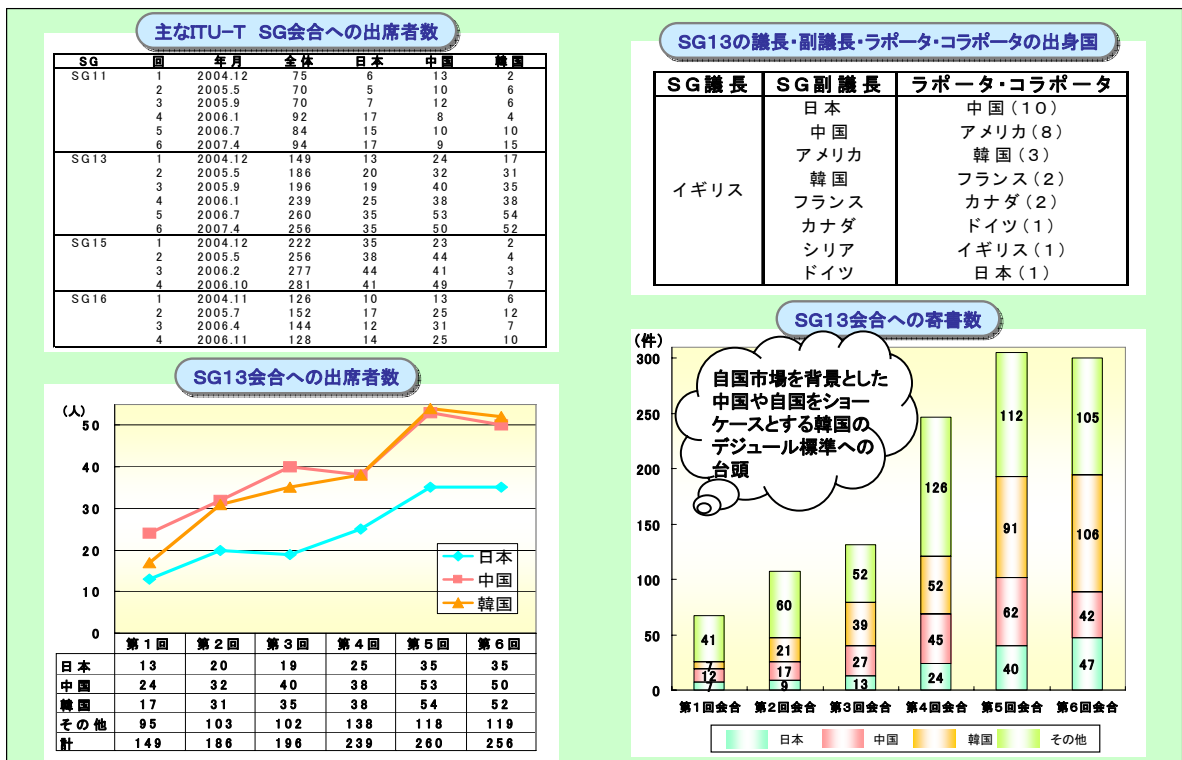 主なITU-T SG会合への出席者数
SG 回 年月 全体 日本 中国 韓国
SG11 1 2004.12 75 6 13 2
2 2005.5 70 5 10 6
3 2005.9 70 7 12 6
4 2006.1 92 17 8 4
5 2006.7 84 15 10 10
6 2007.4 94 17 9 15
SG13 1 2004.12 149 13 24 17
2 2005.5 186 20 32 31
3 2005.9 196 19 40 35
4 2006.1 239 25 38 38
5 2006.7 260 35 53 54
6 2007.4 256 35 50 52
SG15 1 2004.12 222 35 23 2
2 2005.5 256 38 44 4
3 2006.2 277 44 41 3
4 2006.10 281 41 49 7
SG16 1 2004.11 126 10 13 6
2 2005.7 152 17 25 12
3 2006.4 144 12 31 7
4 2006.11 128 14 25 10
SG13の議長・副議長・ラポータ・コラポータの出身国
SG議長 SG副議長 ラポータ・コラポータ
イギリス
日本 中国(10)
中国 アメリカ(8)
アメリカ 韓国(3)
韓国 フランス(2)
フランス カナダ(2)
カナダ ドイツ(1)
シリア イギリス(1)
ドイツ 日本(1)
SG13会合への出席者数
(人)
50
40
30
20
10
0
日本
中国
韓国
第1回 第2回 第3回 第4回 第5回 第6回
日本 13 20 19 25 35 35
中国 24 32 40 38 53 50
韓国 17 31 35 38 54 52
その他 95 103 102 138 118 119
計 149 186 196 239 260 256
SG13会合への寄書数
(件)
300
250
200
150
100
50
0
自国市場を背景とした
中国や自国をショー
ケースとする韓国の
デジュール標準への
台頭
41 60 52 126 112 105
7 21 39 52 91 106
12 17 27 45 62 42
7 9 13 24 40 47
第1回会合 第2回会合 第3回会合 第4回会合 第5回会合 第6回会合
日本 中国 韓国 その他